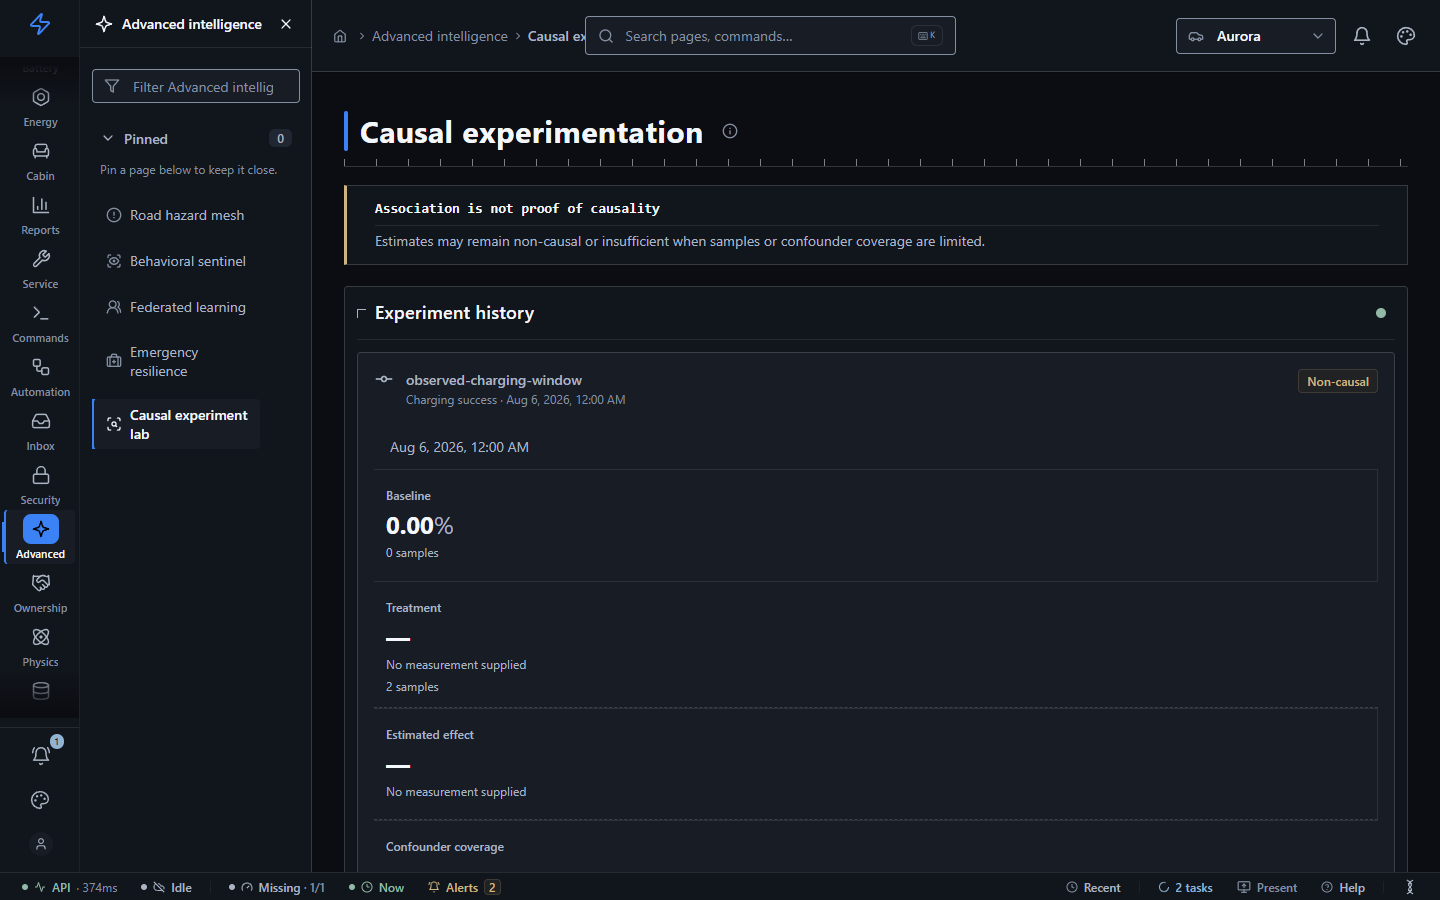 Battery
Energy
Cabin
Reports
Service
Commands
Automation
Inbox
Security
Advanced
Ownership
Physics
1
Advanced intelligence
Filter Advanced intellig
Pinned
0
Pin a page below to keep it close.
Road hazard mesh
Behavioral sentinel
Federated learning
Emergency
resilience
Causal experiment
lab
Advanced intelligence
Causal ex
Search pages, commands...
K
Aurora
Causal experimentation
Association is not proof of causality
Estimates may remain non-causal or insufficient when samples or confounder coverage are limited.
Experiment history
observed-charging-window
Charging success · Aug 6, 2026, 12:00 AM
Non-causal
Aug 6, 2026, 12:00 AM
Baseline
0.00%
0 samples
Treatment
—
No measurement supplied
2 samples
Estimated effect
—
No measurement supplied
Confounder coverage
API · 374ms
Idle
Missing · 1/1
Now
Alerts 2
Recent
2 tasks
Present
Help